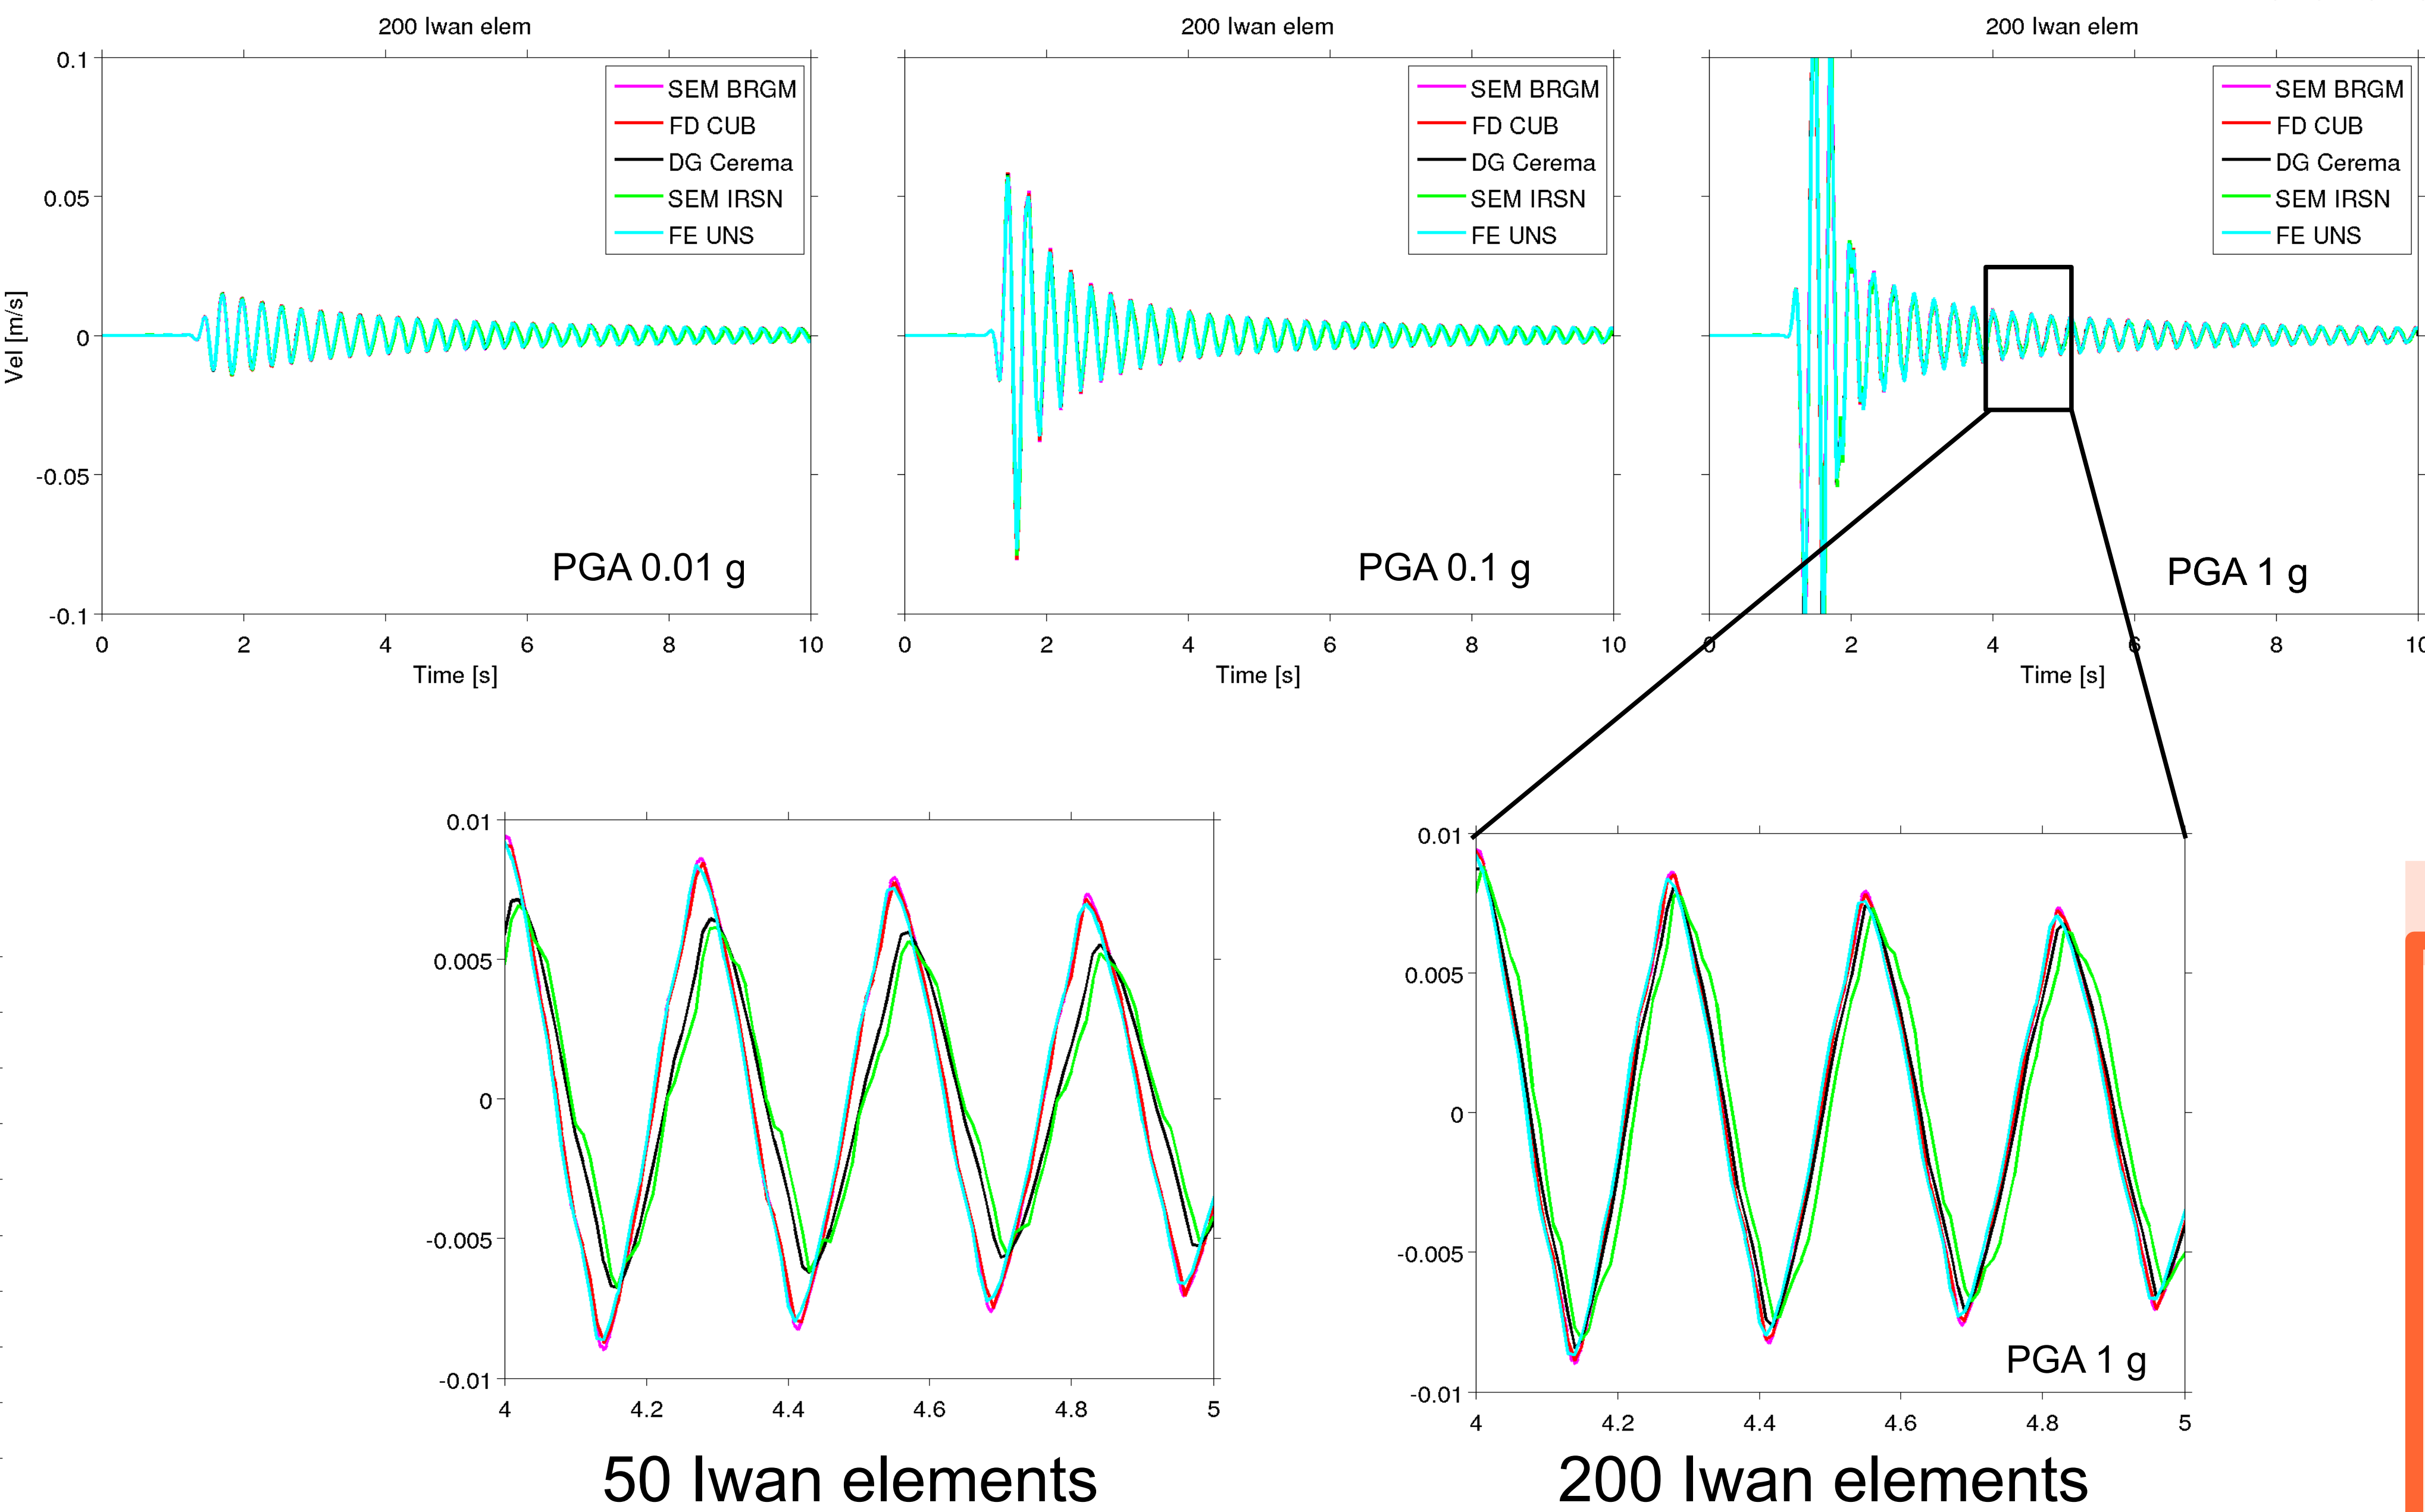 200 Iwan elem
0.1
0.05
0
-0.05
-0.1
Vel [m/s]
SEM BRGM
FD CUB
DG Cerema
SEM IRSN
FE UNS
PGA 0.01 g
0 2 4 6 8 10
Time [s]
200 Iwan elem
SEM BRGM
FD CUB
DG Cerema
SEM IRSN
FE UNS
PGA 0.1 g
0 2 4 6 8 10
Time [s]
200 Iwan elem
SEM BRGM
FD CUB
DG Cerema
SEM IRSN
FE UNS
PGA 1 g
0 2 4 6 8 10
Time [s]
0.01
0.005
0
-0.005
-0.01
4 4.2 4.4 4.6 4.8 5
50 Iwan elements
0.01
0.005
0
-0.005
-0.01
PGA 1 g
4 4.2 4.4 4.6 4.8 5
200 Iwan elements